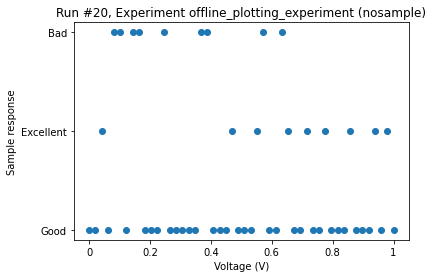 Run #20, Experiment offline_plotting_experiment (nosample)
Bad
Excellent
Good
Sample response
0 0.2 0.4 0.6 0.8 1
Voltage (V)